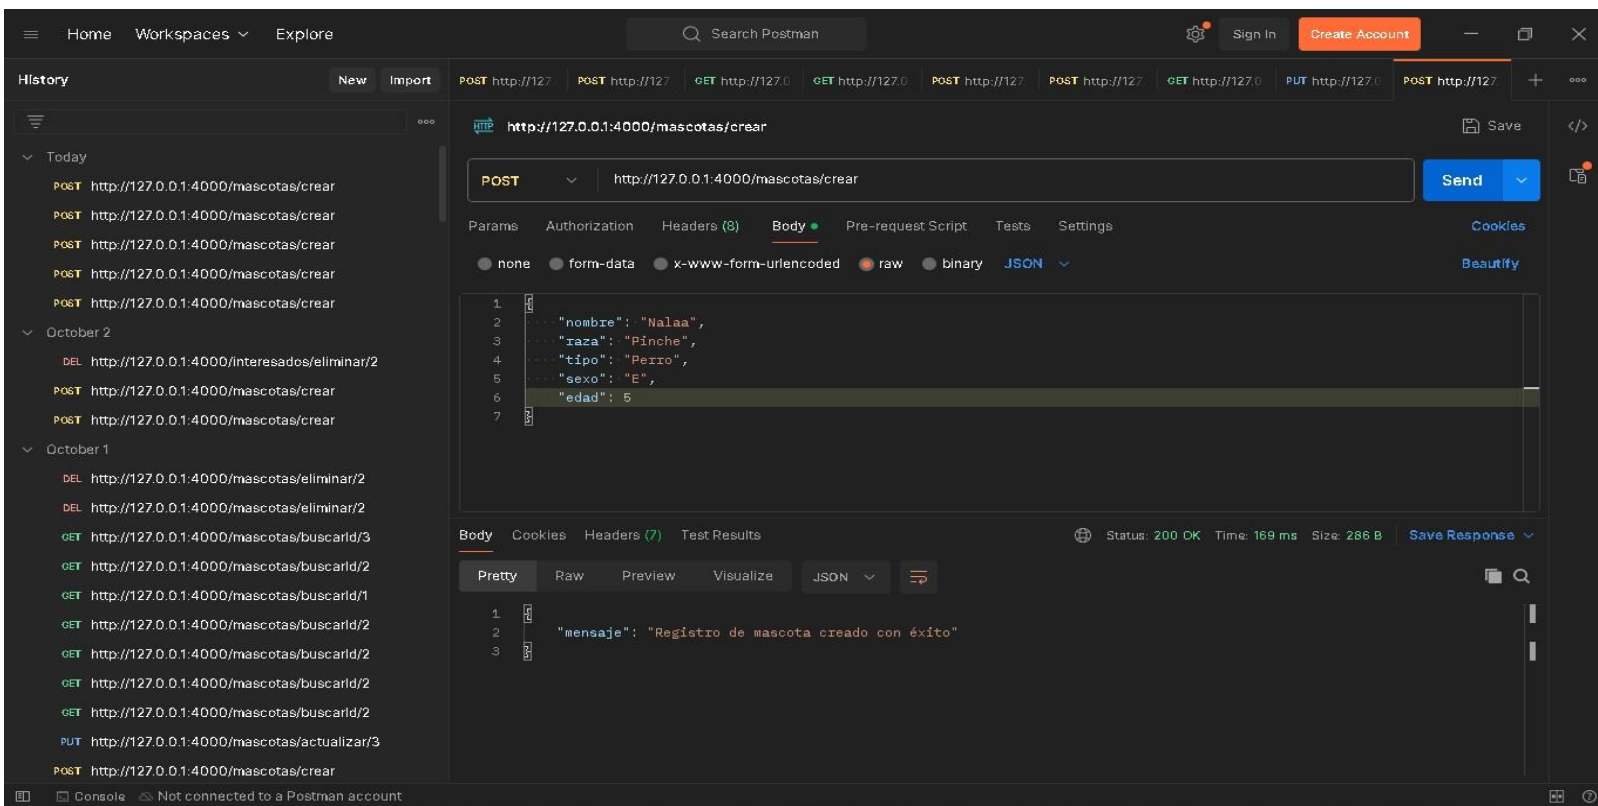 Home Workspaces Explore Search Postman Sign In Create Account
History New Import POST http://127. POST http://127. GET http://127.0 GET http://127.0 POST http://127. POST http://127. GET http://127.0 PUT http://127.0 POST http://127.
HTTP http://127.0.0.1:4000/mascotas/crear Save
Today
POST http://127.0.0.1:4000/mascotas/crear
POST http://127.0.0.1:4000/mascotas/crear
POST http://127.0.0.1:4000/mascotas/crear
POST http://127.0.0.1:4000/mascotas/crear
POST http://127.0.0.1:4000/mascotas/crear
October 2
DEL http://127.0.0.1:4000/interesados/eliminar/2
POST http://127.0.0.1:4000/mascotas/crear
POST http://127.0.0.1:4000/mascotas/crear
October 1
DEL http://127.0.0.1:4000/mascotas/eliminar/2
DEL http://127.0.0.1:4000/mascotas/eliminar/2
GET http://127.0.0.1:4000/mascotas/buscarId/3
GET http://127.0.0.1:4000/mascotas/buscarId/2
GET http://127.0.0.1:4000/mascotas/buscarId/1
GET http://127.0.0.1:4000/mascotas/buscarId/2
GET http://127.0.0.1:4000/mascotas/buscarId/2
GET http://127.0.0.1:4000/mascotas/buscarId/2
GET http://127.0.0.1:4000/mascotas/buscarId/2
PUT http://127.0.0.1:4000/mascotas/actualizar/3
POST http://127.0.0.1:4000/mascotas/crear
POST http://127.0.0.1:4000/mascotas/crear Send
Params Authorization Headers (8) Body Pre-request Script Tests Settings Cookies
none form-data x-www-form-urlencoded raw binary JSON Beautify
1 {
2 "nombre": "Nalaa",
3 "raza": "Pinche",
4 "tipo": "Perro",
5 "sexo": "E",
6 "edad": 5
7 }
Body Cookies Headers (7) Test Results Status: 200 OK Time: 169 ms Size: 286 B Save Response
Pretty Raw Preview Visualize JSON
1 {
2 "mensaje": "Registro de mascota creado con éxito"
3 }
Console Not connected to a Postman account